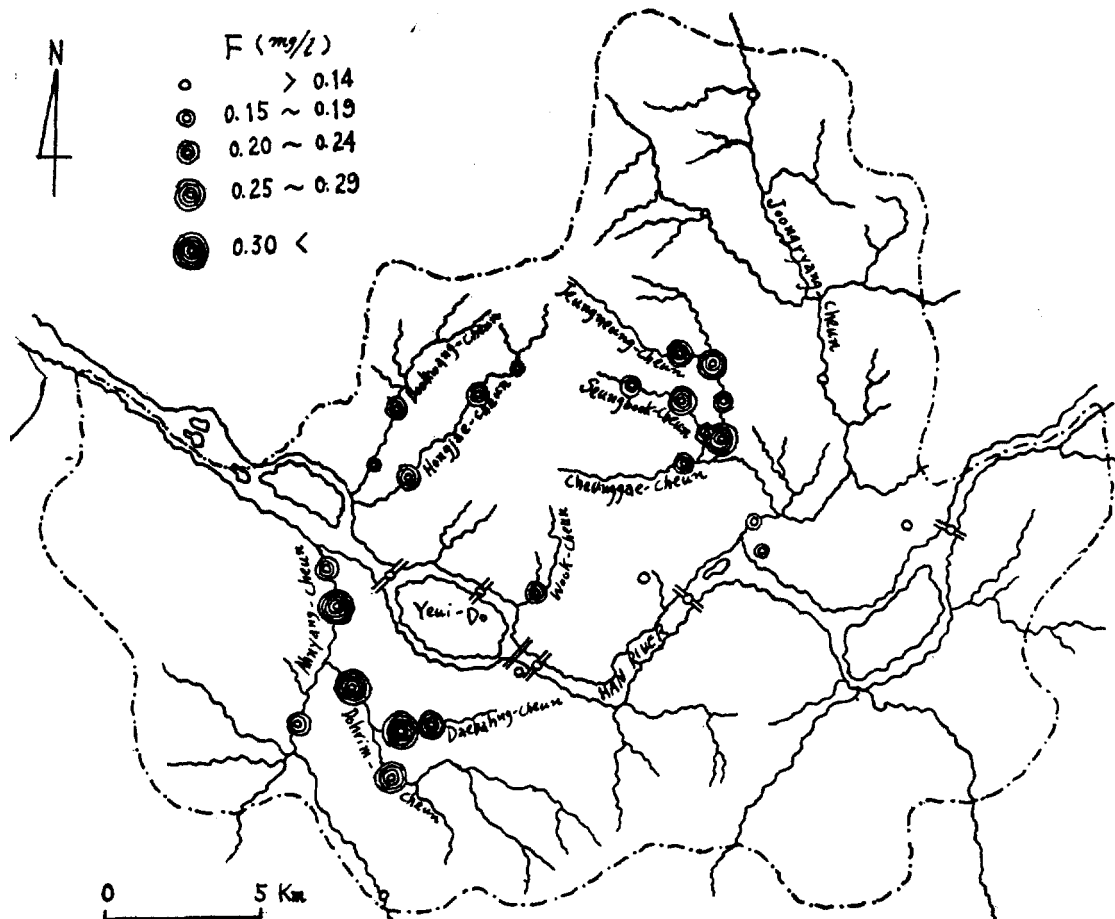 N
F (mg/l)
> 0.14
0.15 ~ 0.19
0.20 ~ 0.24
0.25 ~ 0.29
0.30 <
Joongryang-
cheun
Jeungneung-cheun
Hongjae-cheun
Seungbook-cheun
Cheunggae-cheun
Wook-cheun
Anyang-cheun
Yeui-Do
HAN RIVER
Dohrim-
cheun
0 5 Km